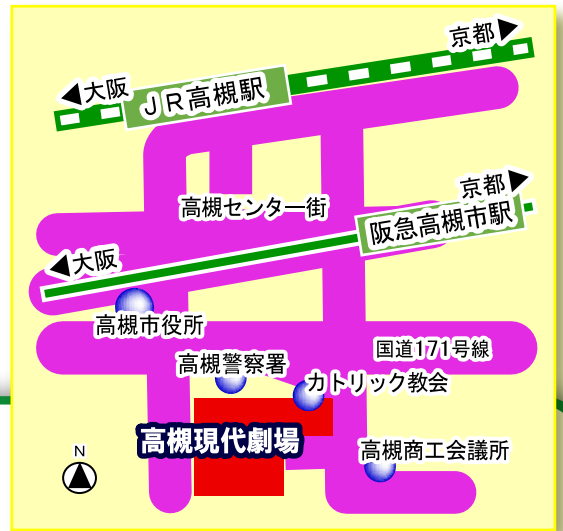 京都▶
◀大阪
JR高槻駅
京都▶
高槻センター街
阪急高槻市駅
◀大阪
高槻市役所
国道171号線
高槻警察署
カトリック教会
高槻現代劇場
高槻商工会議所
N